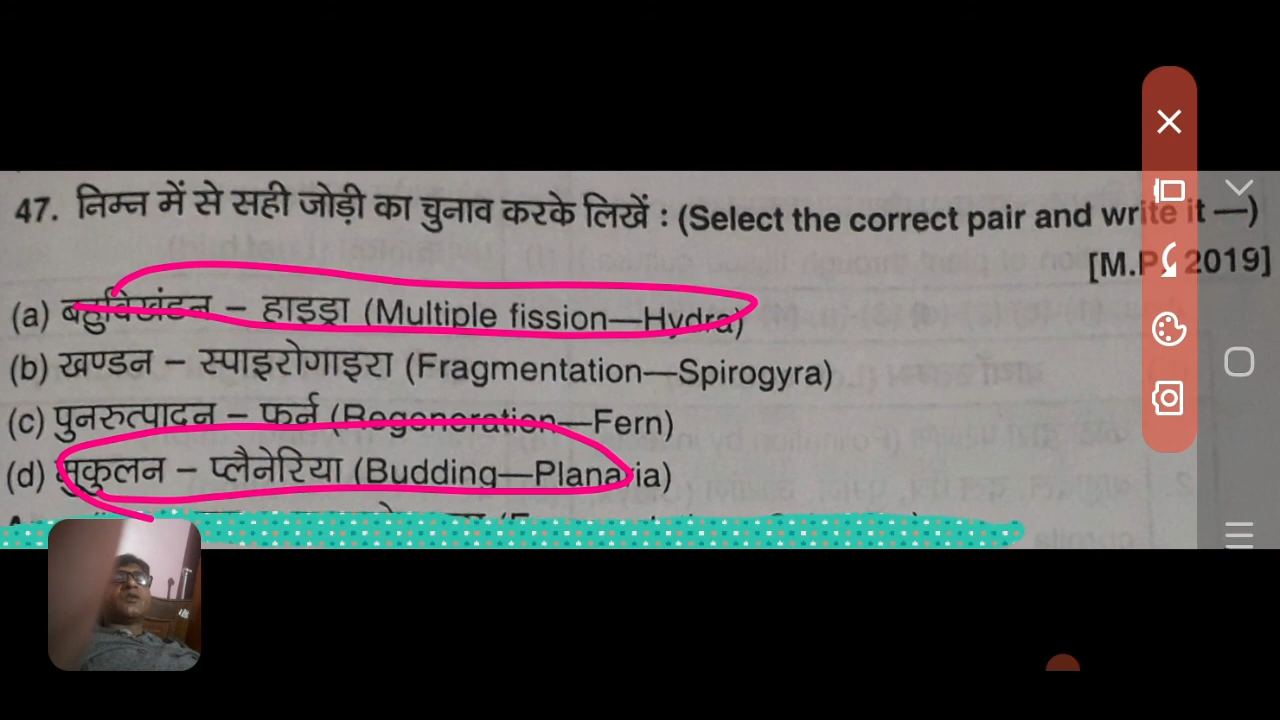 47. निम्न में से सही जोड़ी का चुनाव करके लिखें : (Select the correct pair and write it —)
[M.P. 2019]
(a) बहुविखंडन – हाइड्रा (Multiple fission—Hydra)
(b) खण्डन – स्पाइरोगाइरा (Fragmentation—Spirogyra)
(c) पुनरुत्पादन – फर्न (Regeneration—Fern)
(d) मुकुलन – प्लैनेरिया (Budding—Planaria)